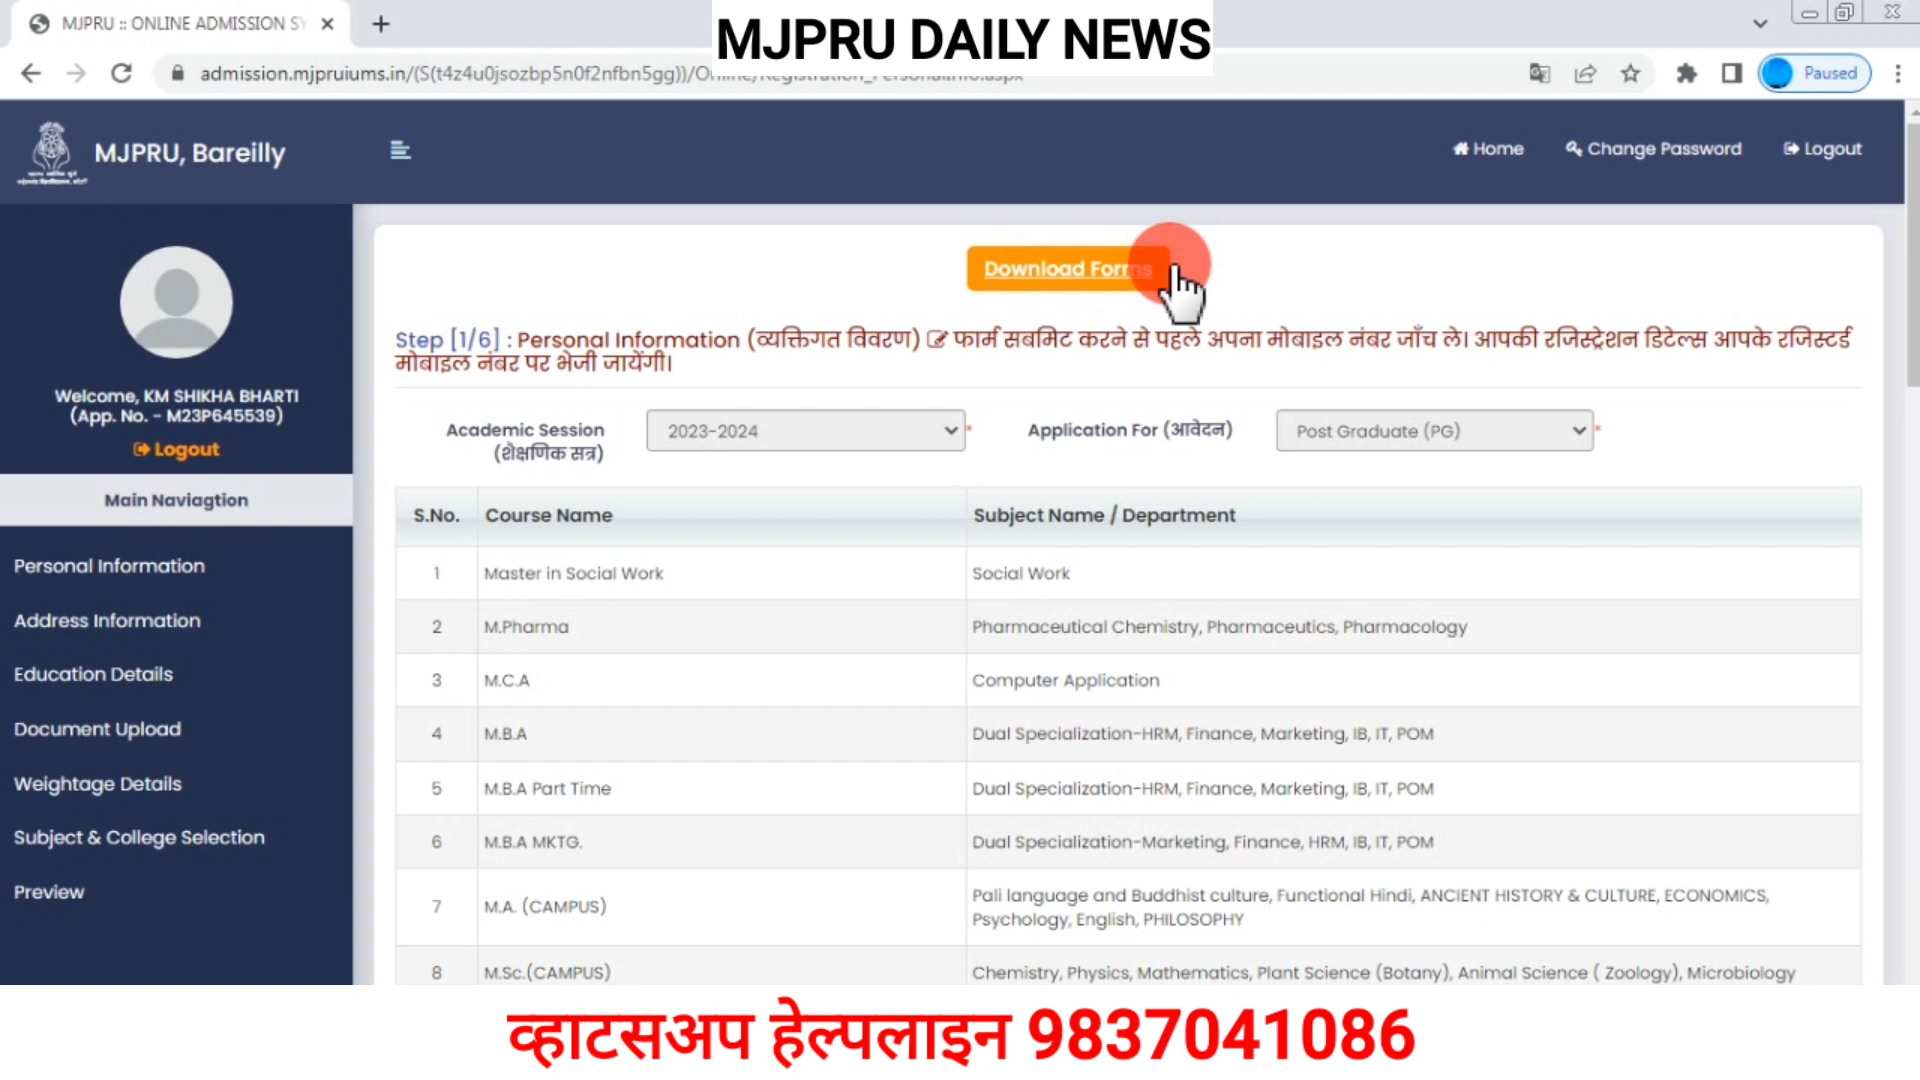 MJPRU :: ONLINE ADMISSION SY
MJPRU DAILY NEWS
admission.mjpruiums.in/(S(t4z4u0jsozbp5n0f2nfbn5gg))/Online/Registration_PersonalInfo.aspx
Paused
MJPRU, Bareilly
Home
Change Password
Logout
Download Forms
Welcome, KM SHIKHA BHARTI
(App. No. - M23P645539)
Logout
Main Naviagtion
Personal Information
Address Information
Education Details
Document Upload
Weightage Details
Subject & College Selection
Preview
Step [1/6] : Personal Information (व्यक्तिगत विवरण) फार्म सबमिट करने से पहले अपना मोबाइल नंबर जाँच ले। आपकी रजिस्ट्रेशन डिटेल्स आपके रजिस्टर्ड
मोबाइल नंबर पर भेजी जायेंगी।
Academic Session
(शैक्षणिक सत्र)
2023-2024
*
Application For (आवेदन)
Post Graduate (PG)
*
S.No. Course Name Subject Name / Department
1 Master in Social Work Social Work
2 M.Pharma Pharmaceutical Chemistry, Pharmaceutics, Pharmacology
3 M.C.A Computer Application
4 M.B.A Dual Specialization-HRM, Finance, Marketing, IB, IT, POM
5 M.B.A Part Time Dual Specialization-HRM, Finance, Marketing, IB, IT, POM
6 M.B.A MKTG. Dual Specialization-Marketing, Finance, HRM, IB, IT, POM
7 M.A. (CAMPUS) Pali language and Buddhist culture, Functional Hindi, ANCIENT HISTORY & CULTURE, ECONOMICS,
Psychology, English, PHILOSOPHY
8 M.Sc.(CAMPUS) Chemistry, Physics, Mathematics, Plant Science (Botany), Animal Science ( Zoology), Microbiology
व्हाटसअप हेल्पलाइन 9837041086